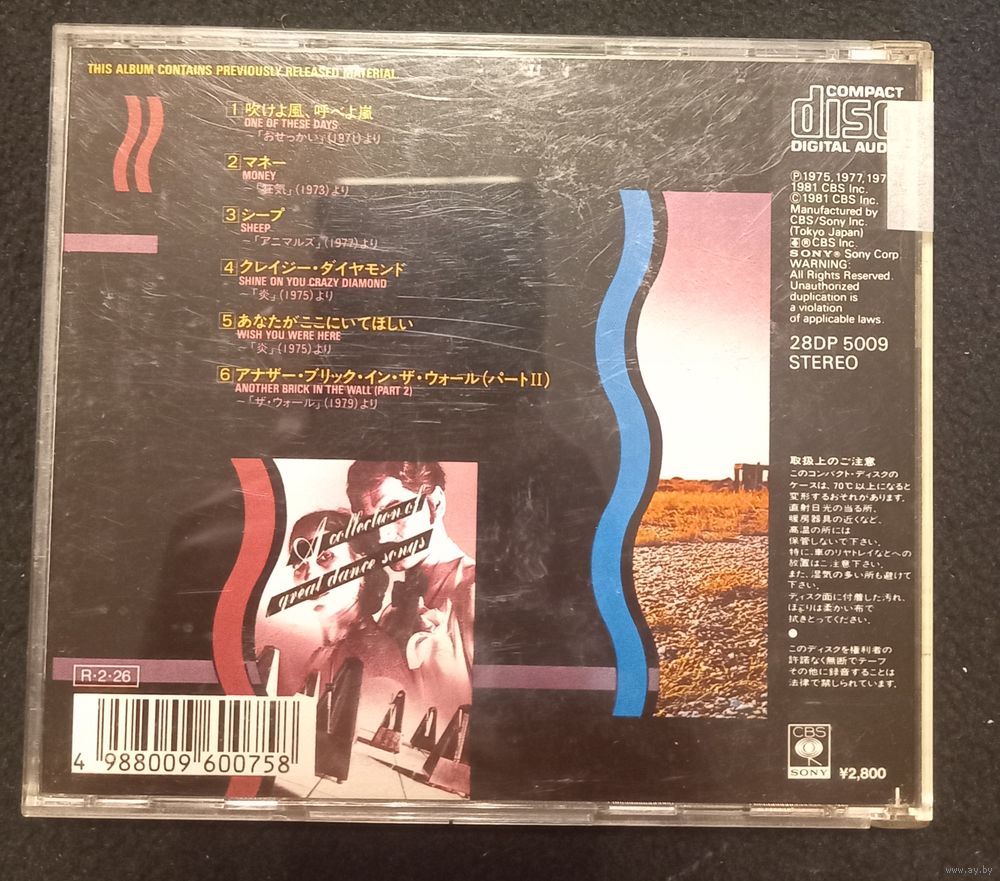 THIS ALBUM CONTAINS PREVIOUSLY RELEASED MATERIAL
1 吹けよ風、呼べよ嵐
ONE OF THESE DAYS
～「おせっかい」(1971)より
2 マネー
MONEY
～「狂気」(1973)より
3 シープ
SHEEP
～「アニマルズ」(1977)より
4 クレイジー・ダイヤモンド
SHINE ON YOU CRAZY DIAMOND
～「炎」(1975)より
5 あなたがここにいてほしい
WISH YOU WERE HERE
～「炎」(1975)より
6 アナザー・ブリック・イン・ザ・ウォール(パートII)
ANOTHER BRICK IN THE WALL (PART 2)
～「ザ・ウォール」(1979)より
A collection of
great dance songs
R・2・26
4 988009 600758
COMPACT
disc
DIGITAL AUD
Ⓟ1975, 1977, 197
1981 CBS Inc.
©1981 CBS Inc.
Manufactured by
CBS/Sony Inc.
(Tokyo Japan)
®CBS Inc.
SONY® Sony Corp
WARNING:
All Rights Reserved.
Unauthorized
duplication is
a violation
of applicable laws.
28DP 5009
STEREO
取扱上のご注意
このコンパクト・ディスクの
ケースは、70℃以上になると
変形するおそれがあります。
直射日光の当る所、
暖房器具の近くなど、
高温の所には
保管しないで下さい。
特に、車のリヤトレイなどへの
放置はご注意下さい。
また、湿気の多い所も避けて
下さい。
ディスク面に付着した汚れ、
ほこりは柔かい布で
拭きとってください。
●
このディスクを権利者の
許諾なく無断でテープ
その他に録音することは
法律で禁じられています。
CBS
SONY
¥2,800
www.ay.by